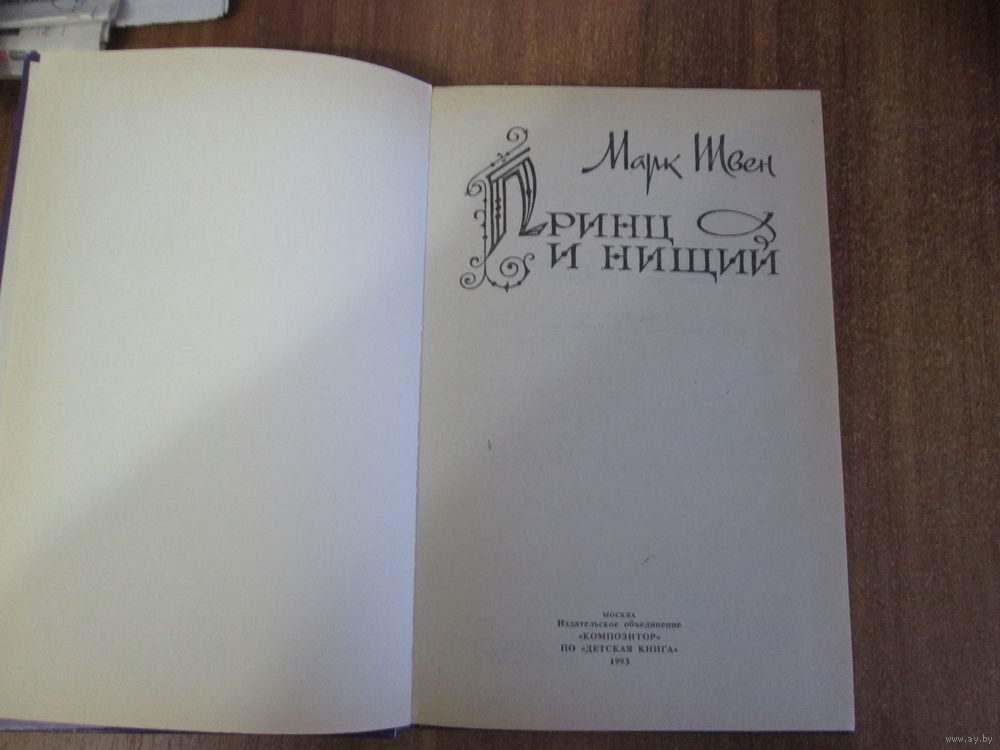 Марк Твен
ПРИНЦ
И НИЩИЙ
МОСКВА
Издательское объединение
«КОМПОЗИТОР»
ПО «ДЕТСКАЯ КНИГА»
1993
www.ay.by